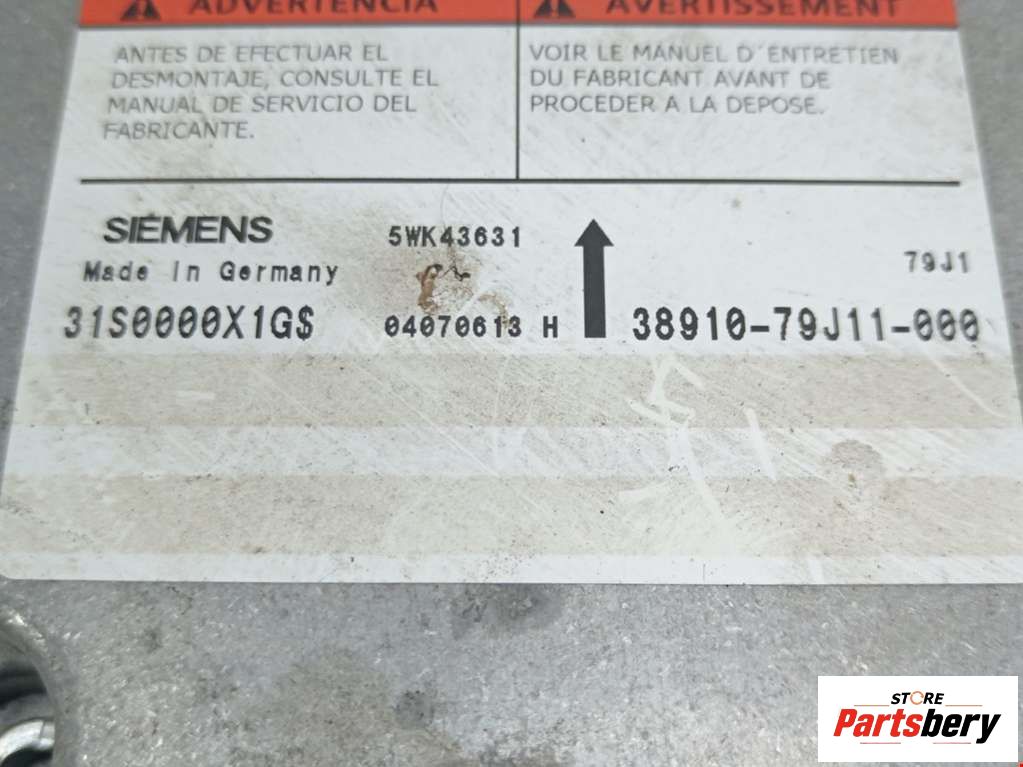 ADVERTENCIA
AVERTISSEMENT
ANTES DE EFECTUAR EL
DESMONTAJE, CONSULTE EL
MANUAL DE SERVICIO DEL
FABRICANTE.
VOIR LE MANUEL D´ENTRETIEN
DU FABRICANT AVANT DE
PROCEDER À LA DEPOSE.
SIEMENS
5WK43631
79J1
Made in Germany
31S0000X1G$
04070613 H
38910-79J11-000
STORE
Partsbery